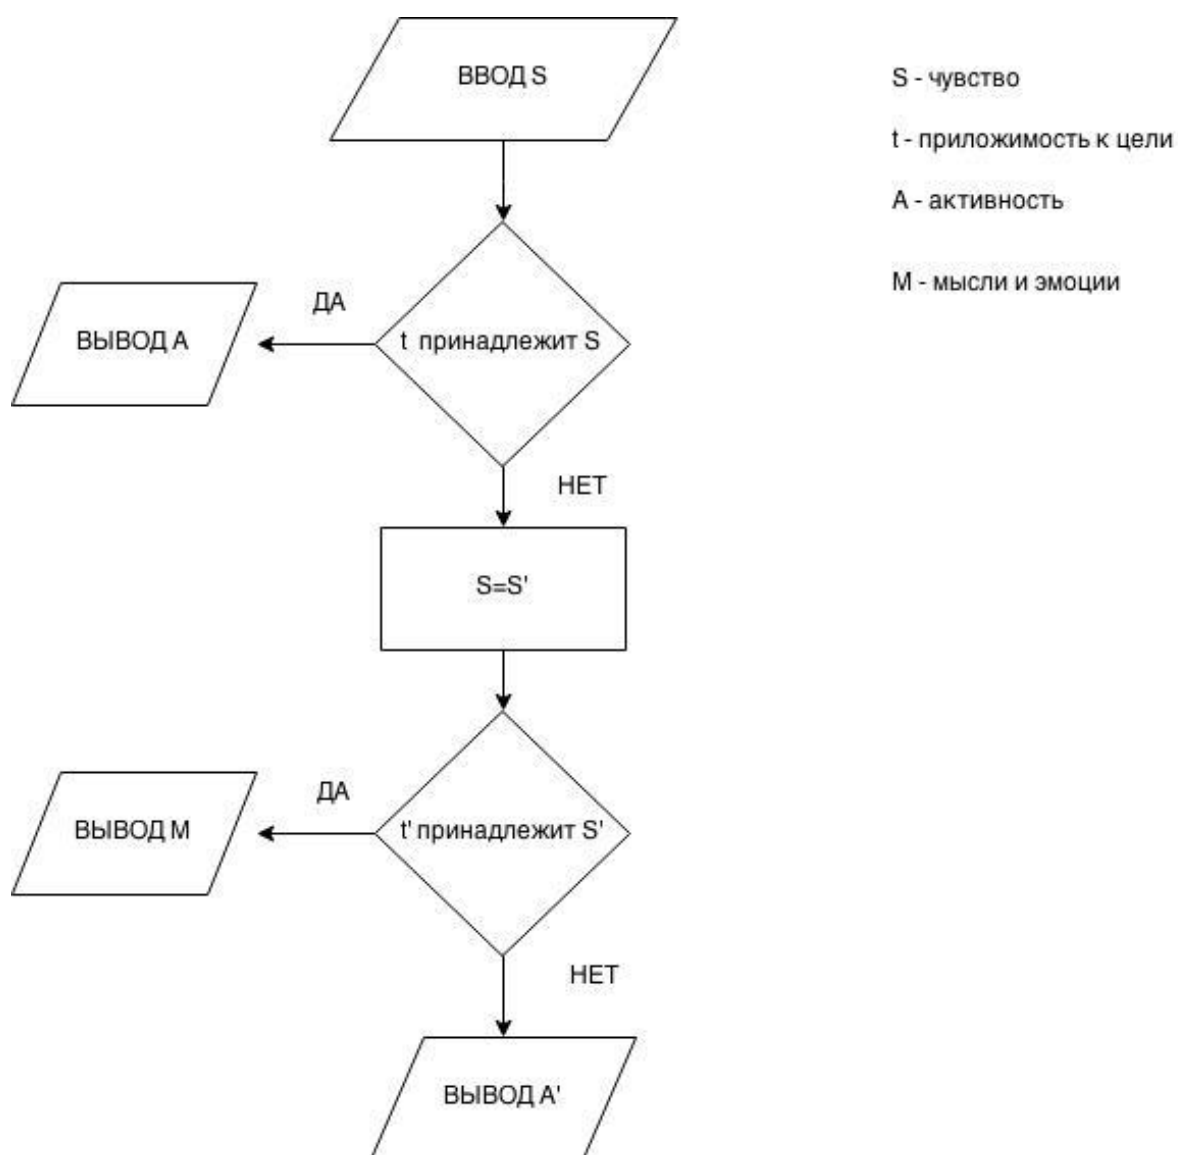 ВВОД S
S - чувство
t - приложимость к цели
A - активность
M - мысли и эмоции
ДА
ВЫВОД A
t принадлежит S
НЕТ
S=S'
ДА
ВЫВОД M
t' принадлежит S'
НЕТ
ВЫВОД A'